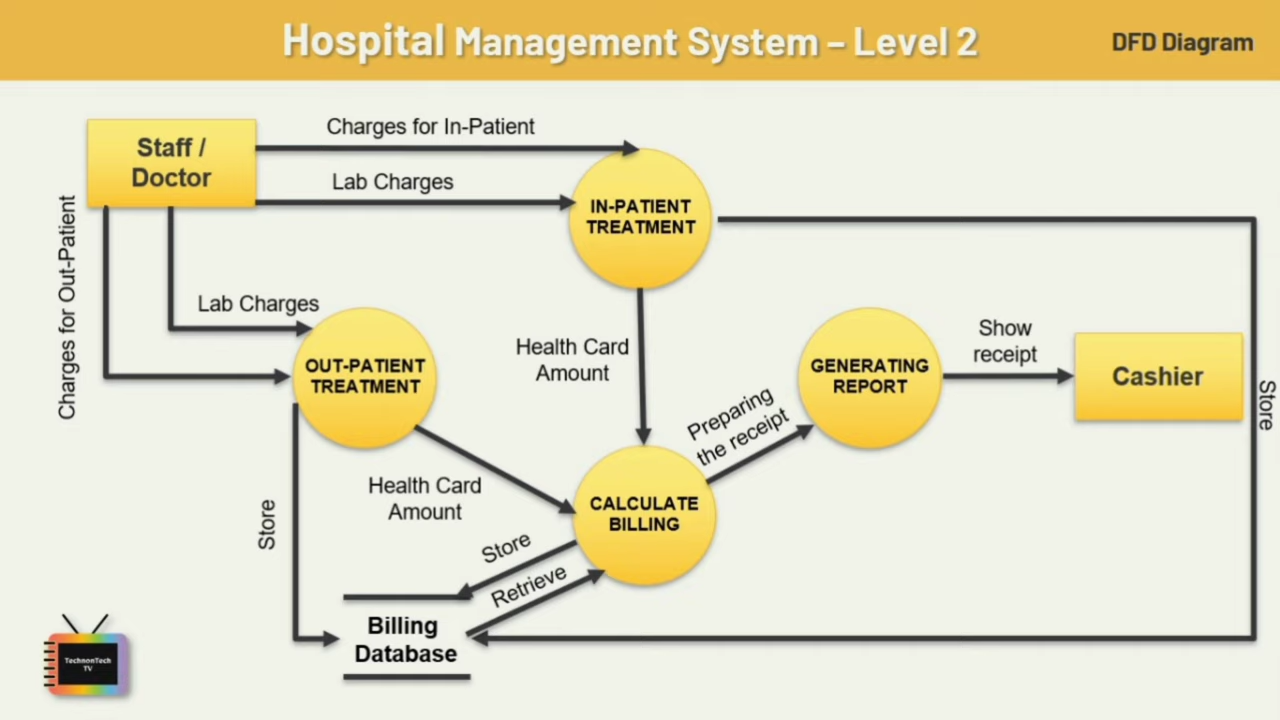 Hospital Management System – Level 2
DFD Diagram
Staff /
Doctor
Charges for In-Patient
Lab Charges
IN-PATIENT
TREATMENT
Charges for Out-Patient
Lab Charges
OUT-PATIENT
TREATMENT
Health Card
Amount
GENERATING
REPORT
Show
receipt
Cashier
Store
Preparing
the receipt
Health Card
Amount
CALCULATE
BILLING
Store
Store
Retrieve
Billing
Database
TechnonTech
TV